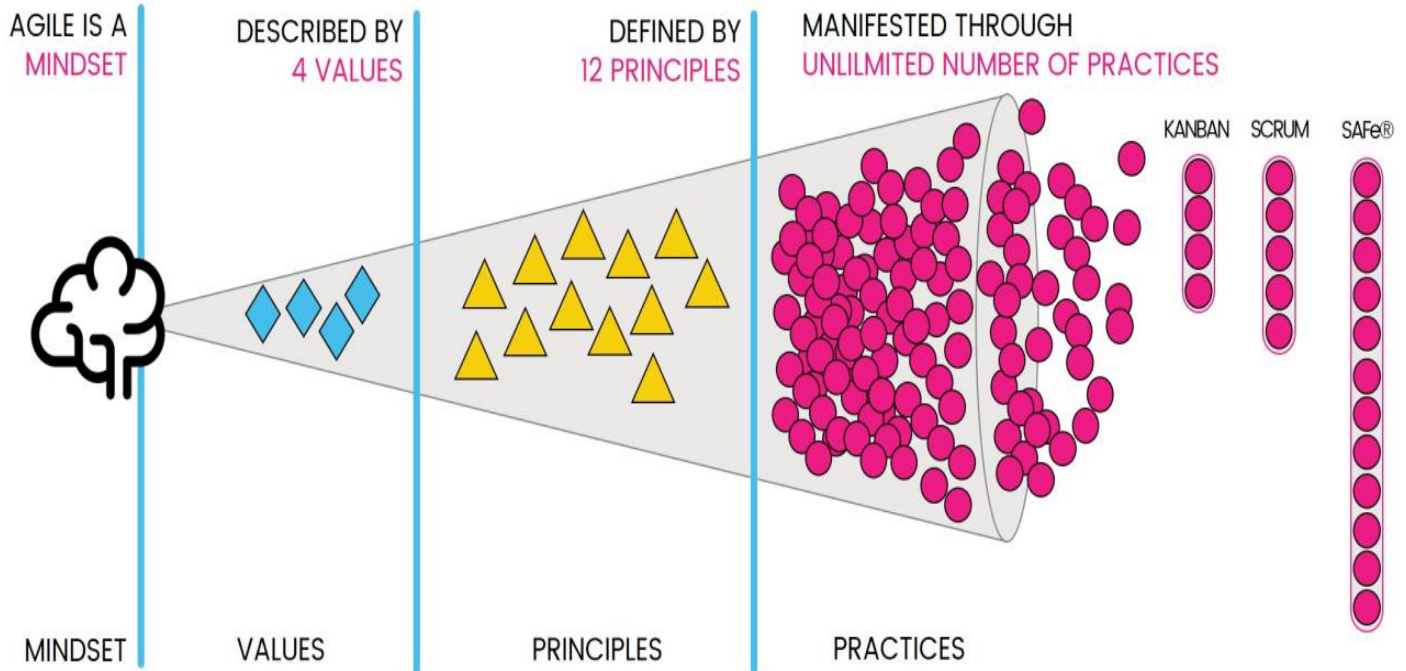 AGILE IS A
MINDSET
DESCRIBED BY
4 VALUES
DEFINED BY
12 PRINCIPLES
MANIFESTED THROUGH
UNLILMITED NUMBER OF PRACTICES
KANBAN
SCRUM
SAFe®
MINDSET
VALUES
PRINCIPLES
PRACTICES